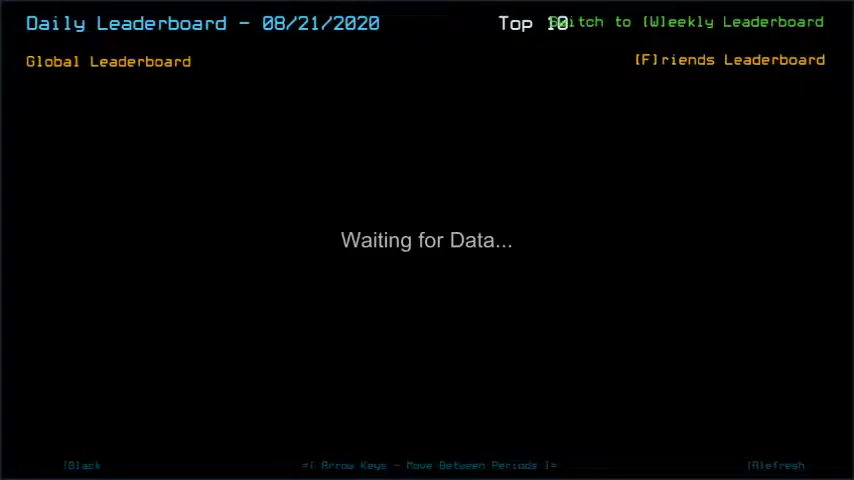 Daily Leaderboard - 08/21/2020 Top 10 Switch to [W]eekly Leaderboard
Global Leaderboard [F]riends Leaderboard
Waiting for Data...
[B]ack =[ Arrow Keys - Move Between Periods ]= [R]efresh